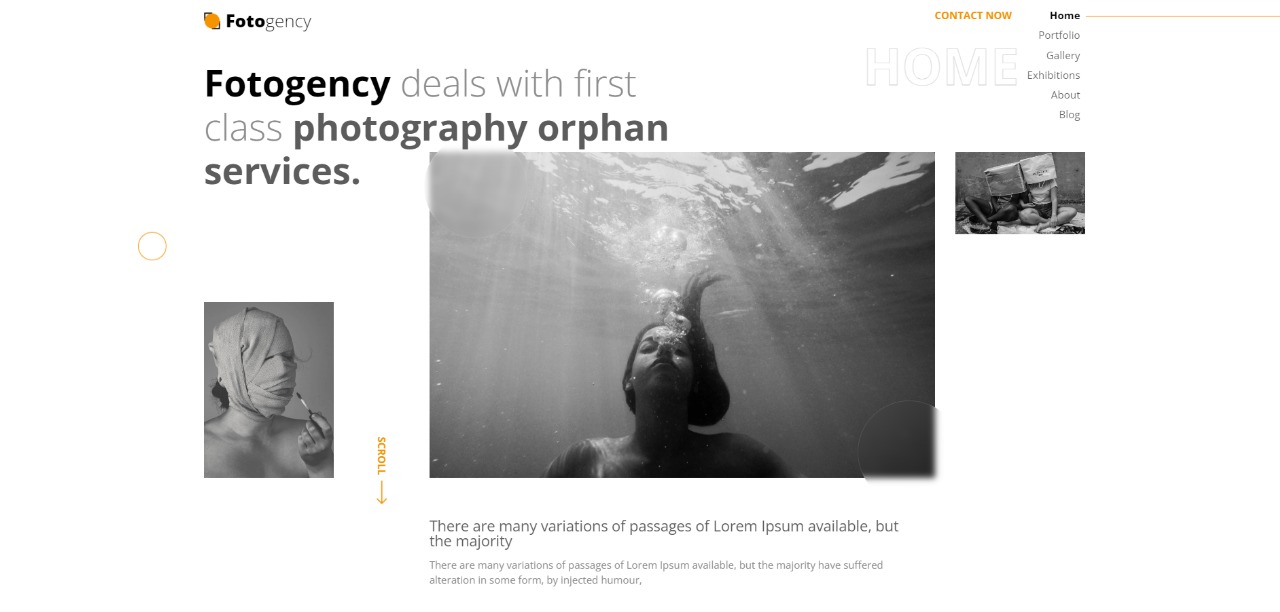 Fotogency
CONTACT NOW
Home
Portfolio
Gallery
Exhibitions
About
Blog
HOME
Fotogency deals with first
class photography orphan
services.
SCROLL
There are many variations of passages of Lorem Ipsum available, but
the majority
There are many variations of passages of Lorem Ipsum available, but the majority have suffered
alteration in some form, by injected humour,